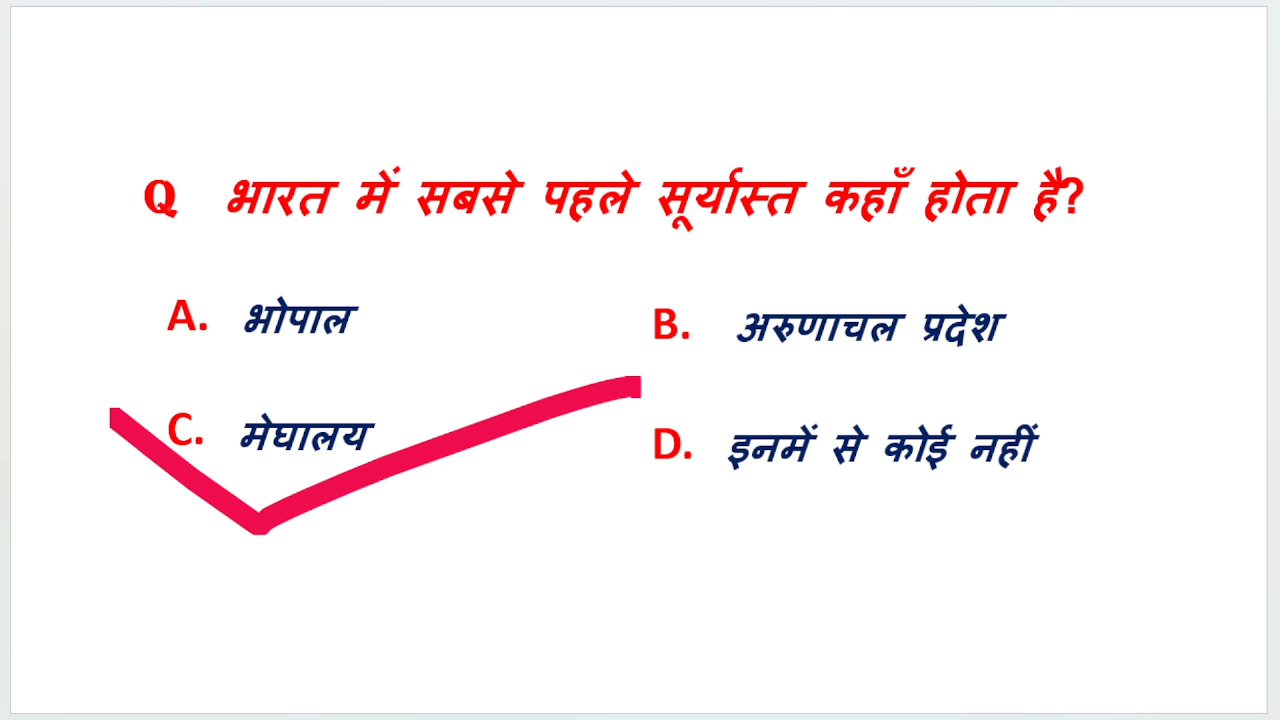 Q भारत में सबसे पहले सूर्यास्त कहाँ होता है?
A. भोपाल B. अरुणाचल प्रदेश
C. मेघालय D. इनमें से कोई नहीं